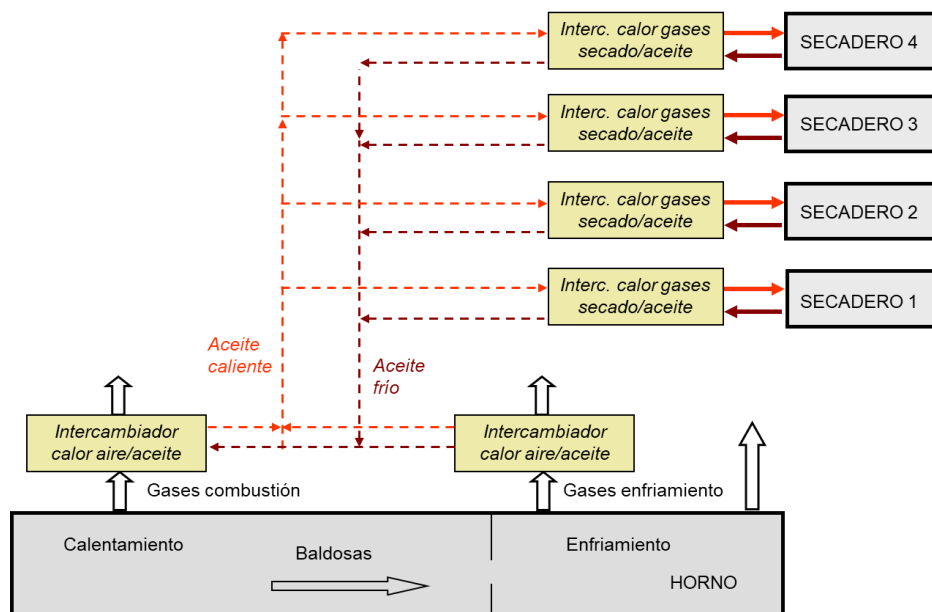 Interc. calor gases
secado/aceite
SECADERO 4
Interc. calor gases
secado/aceite
SECADERO 3
Interc. calor gases
secado/aceite
SECADERO 2
Interc. calor gases
secado/aceite
SECADERO 1
Aceite
caliente
Aceite
frío
Intercambiador
calor aire/aceite
Intercambiador
calor aire/aceite
Gases combustión
Gases enfriamiento
Calentamiento
Baldosas
Enfriamiento
HORNO